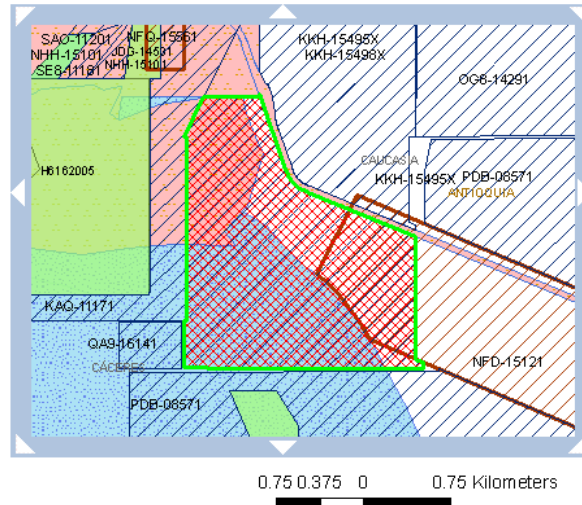 SAO-11201
NFQ-15561
KKH-15495X
NHH-15101
JDG-14591
KKH-15498X
SE8-11181
NHH-15101
OG8-14291
CAUCASIA
H6162005
KKH-15495X
PDB-08571
ANTIOQUIA
KAQ-11171
QA9-16141
CACERES
NFD-15121
PDB-08571
0.75 0.375 0 0.75 Kilometers